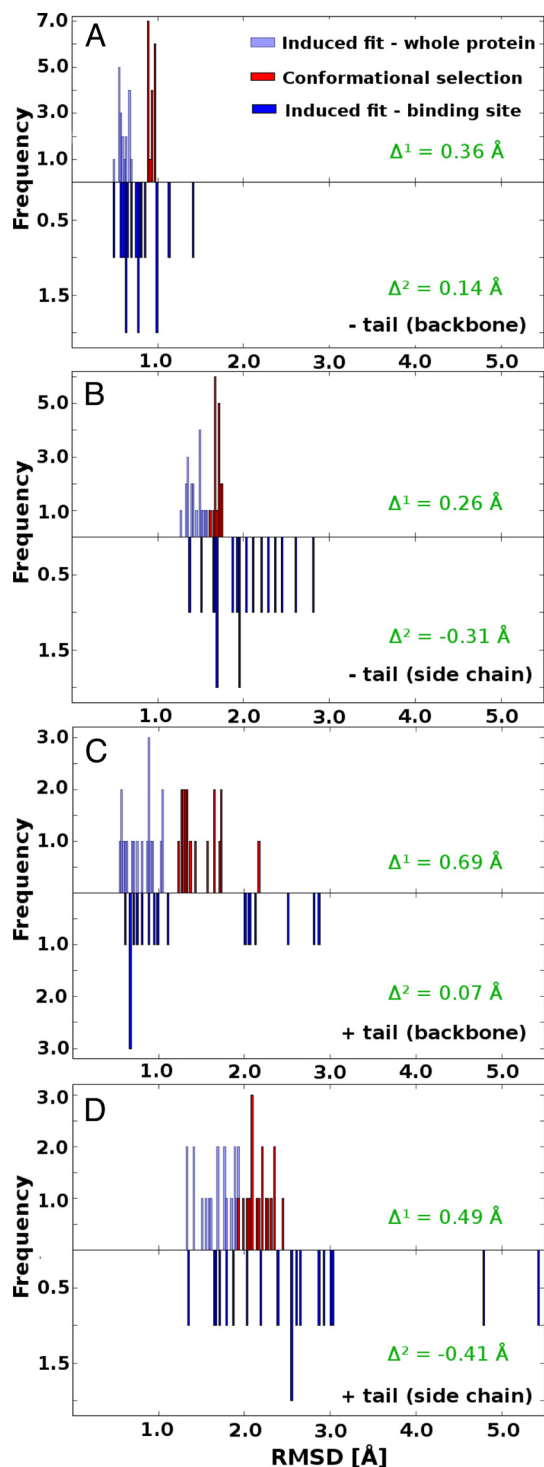 A
7.0
Induced fit - whole protein
5.0
Conformational selection
3.0
Induced fit - binding site
1.0
Δ¹ = 0.36 Å
Frequency
0.5
1.5
Δ² = 0.14 Å
- tail (backbone)
1.0 2.0 3.0 4.0 5.0
B
5.0
3.0
1.0
Δ¹ = 0.26 Å
Frequency
0.5
1.5
Δ² = -0.31 Å
- tail (side chain)
1.0 2.0 3.0 4.0 5.0
C
3.0
2.0
1.0
Δ¹ = 0.69 Å
Frequency
1.0
2.0
3.0
Δ² = 0.07 Å
+ tail (backbone)
1.0 2.0 3.0 4.0 5.0
D
3.0
2.0
1.0
Δ¹ = 0.49 Å
Frequency
0.5
1.5
Δ² = -0.41 Å
+ tail (side chain)
1.0 2.0 3.0 4.0 5.0
RMSD [Å]